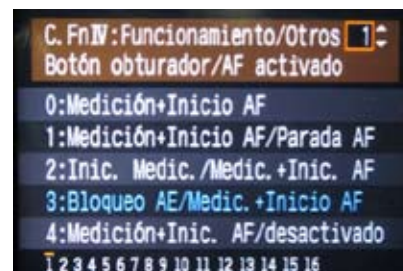 C.FnⅣ:Funcionamiento/Otros 1
Botón obturador/AF activado
0:Medición+Inicio AF
1:Medición+Inicio AF/Parada AF
2:Inic. Medic./Medic.+Inic. AF
3:Bloqueo AE/Medic.+Inicio AF
4:Medición+Inic. AF/desactivado
1 2 3 4 5 6 7 8 9 10 11 12 13 14 15 16